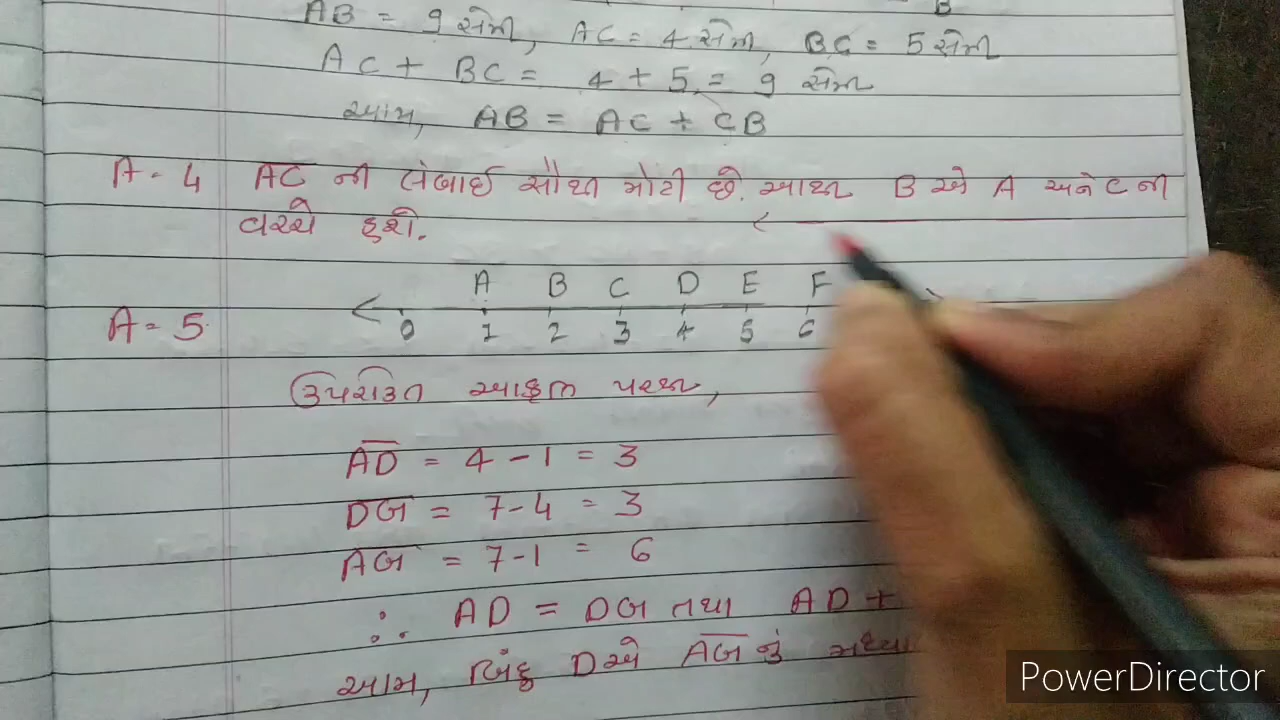 B
AB = 9 સેમી, AC = 4 સેમી, BC = 5 સેમી
AC + BC = 4 + 5 = 9 સેમી
આમ, AB = AC + CB
A - 4 AC ની લંબાઈ સૌથી મોટી છે. આથી B એ A અને C ની
વચ્ચે હશે.
A B C D E F
A = 5. 0 1 2 3 4 5 6
ઉપરોક્ત આકૃતિ પરથી,
AD = 4 - 1 = 3
DG = 7 - 4 = 3
AG = 7 - 1 = 6
∴ AD = DG તથા AD +
આમ, બિંદુ D એ AG નું
PowerDirector